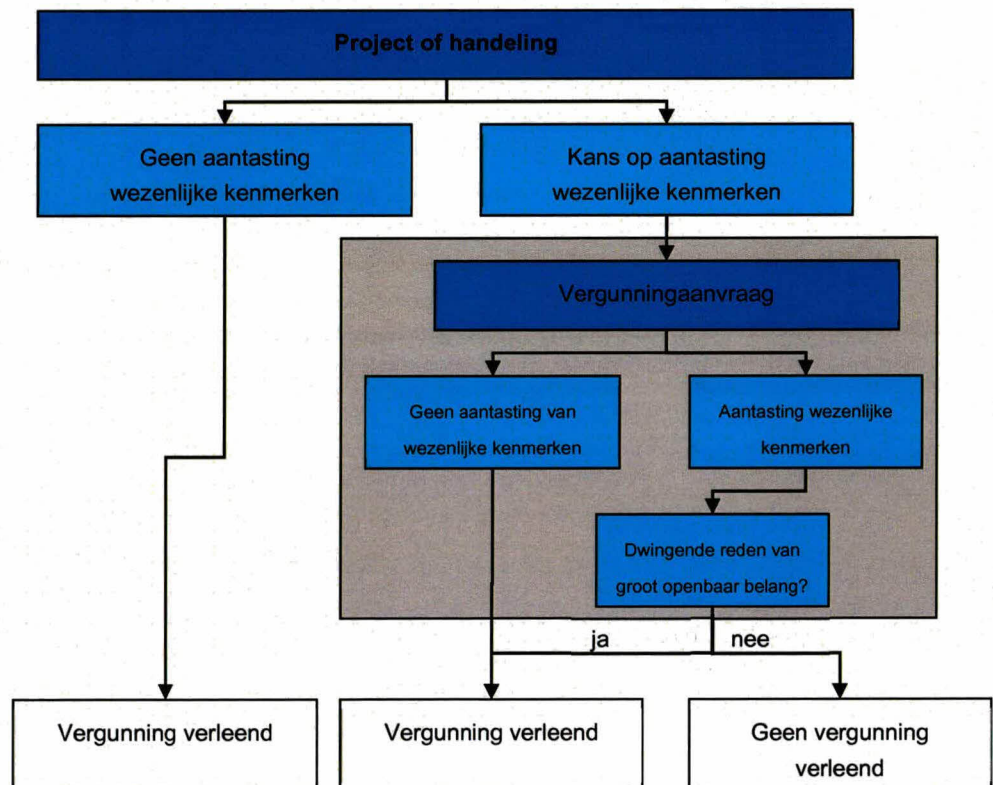 Project of handeling
Geen aantasting
wezenlijke kenmerken
Kans op aantasting
wezenlijke kenmerken
Vergunningaanvraag
Geen aantasting van
wezenlijke kenmerken
Aantasting wezenlijke
kenmerken
Dwingende reden van
groot openbaar belang?
ja
nee
Vergunning verleend
Vergunning verleend
Geen vergunning
verleend